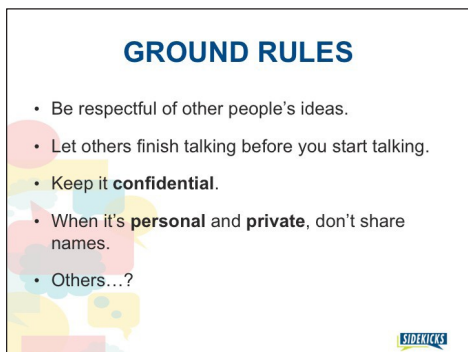 GROUND RULES
• Be respectful of other people's ideas.
• Let others finish talking before you start talking.
• Keep it confidential.
• When it's personal and private, don't share
names.
• Others…?
SIDEKICKS